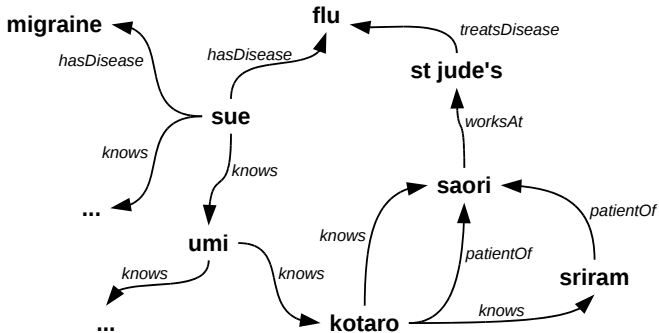 flu
migraine
treatsDisease
hasDisease
hasDisease
st jude's
sue
worksAt
knows
knows
saori
...
patientOf
umi
knows
patientOf
knows
knows
sriram
...
kotaro
knows